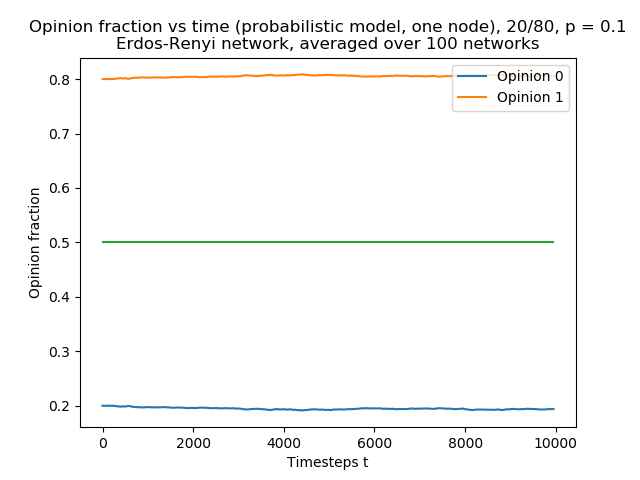 Opinion fraction vs time (probabilistic model, one node), 20/80, p = 0.1
Erdos-Renyi network, averaged over 100 networks
Opinion 0
Opinion 1
Opinion fraction
0.8
0.7
0.6
0.5
0.4
0.3
0.2
0 2000 4000 6000 8000 10000
Timesteps t